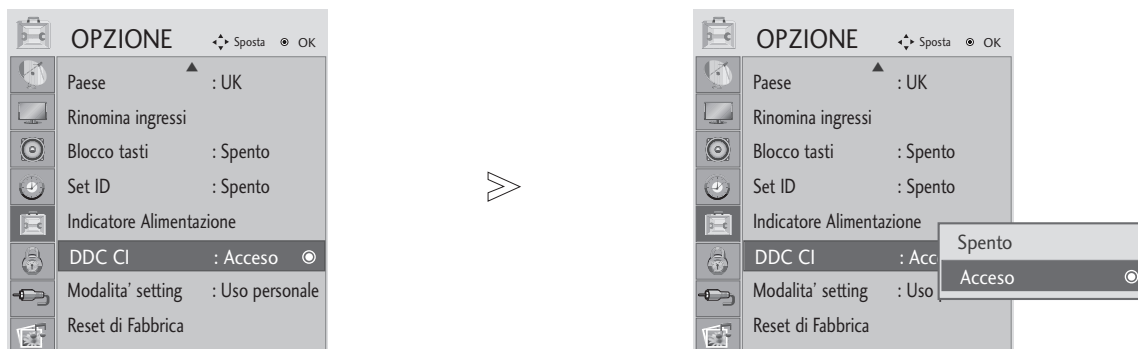 OPZIONE Sposta OK
Paese : UK
Rinomina ingressi
Blocco tasti : Spento
Set ID : Spento
Indicatore Alimentazione
DDC CI : Acceso
Modalita' setting : Uso personale
Reset di Fabbrica
OPZIONE Sposta OK
Paese : UK
Rinomina ingressi
Blocco tasti : Spento
Set ID : Spento
Indicatore Alimentazione
DDC CI : Acc
Modalita' setting : Uso
Reset di Fabbrica
Spento
Acceso